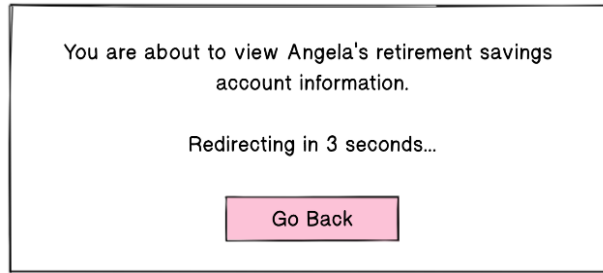 You are about to view Angela's retirement savings
account information.
Redirecting in 3 seconds...
Go Back